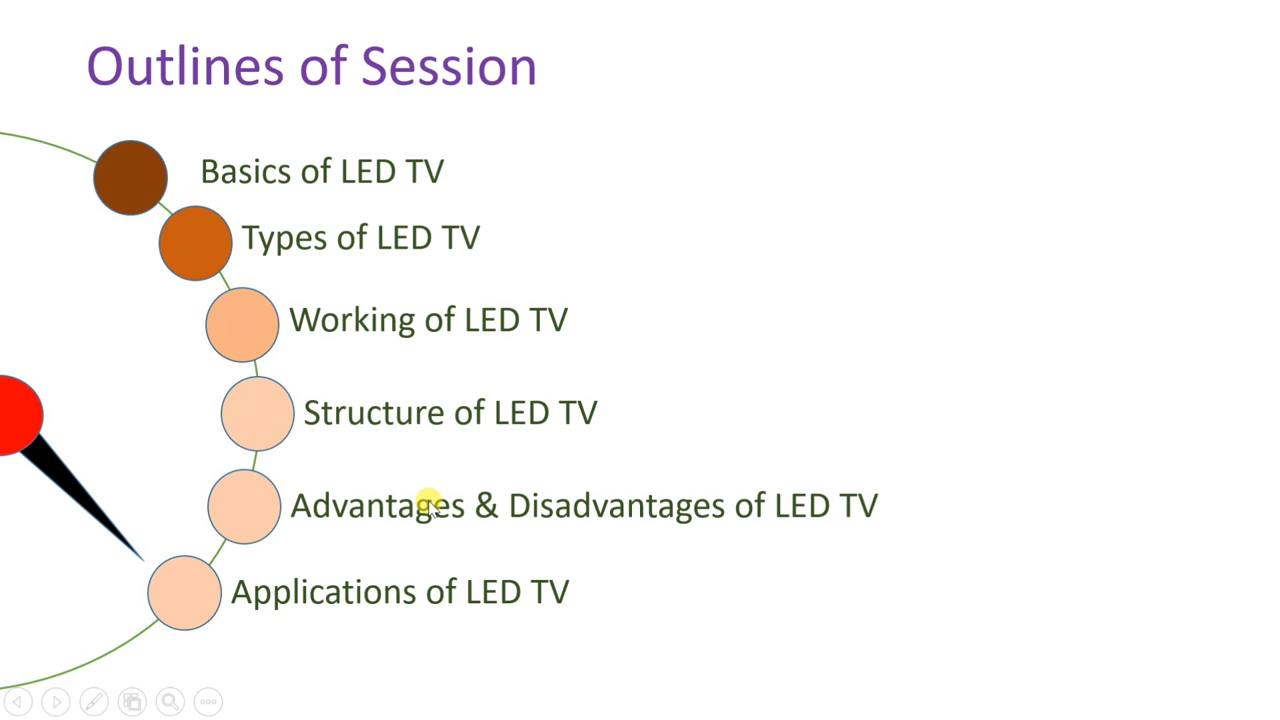 Outlines of Session
Basics of LED TV
Types of LED TV
Working of LED TV
Structure of LED TV
Advantages & Disadvantages of LED TV
Applications of LED TV